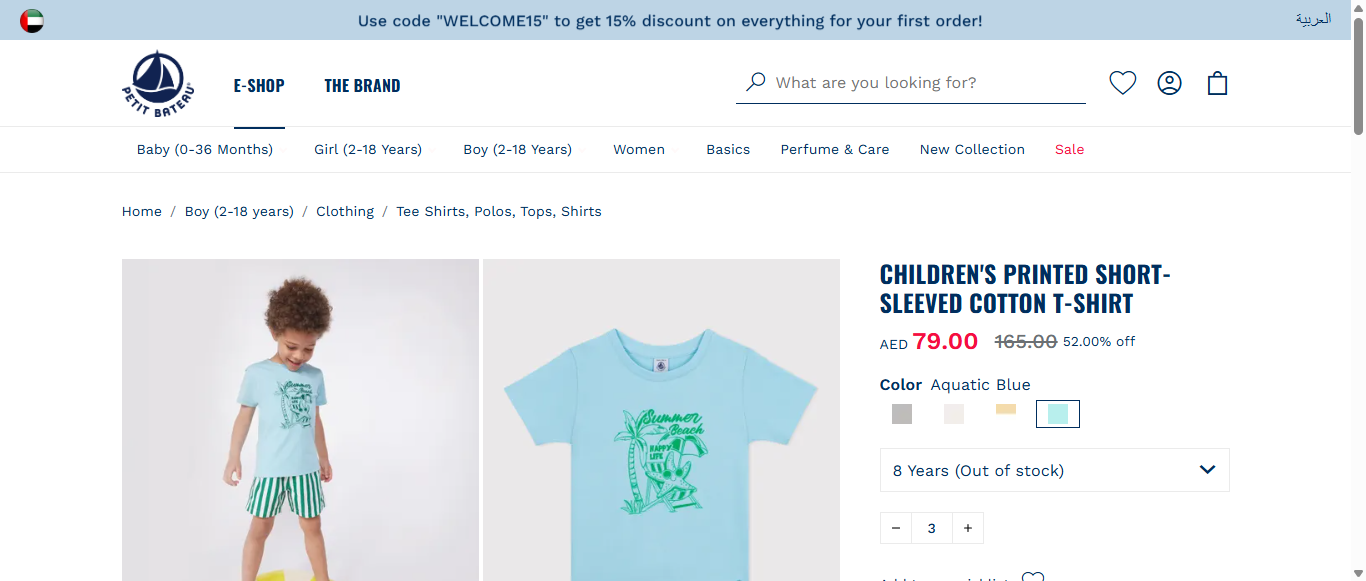 Use code "WELCOME15" to get 15% discount on everything for your first order!
العربية
PETIT BATEAU
E-SHOP
THE BRAND
What are you looking for?
Baby (0-36 Months)
Girl (2-18 Years)
Boy (2-18 Years)
Women
Basics
Perfume & Care
New Collection
Sale
Home / Boy (2-18 years) / Clothing / Tee Shirts, Polos, Tops, Shirts
Summer
Beach
HAPPY
LIFE
CHILDREN'S PRINTED SHORT-
SLEEVED COTTON T-SHIRT
AED 79.00 165.00 52.00% off
Color Aquatic Blue
8 Years (Out of stock)
− 3 +